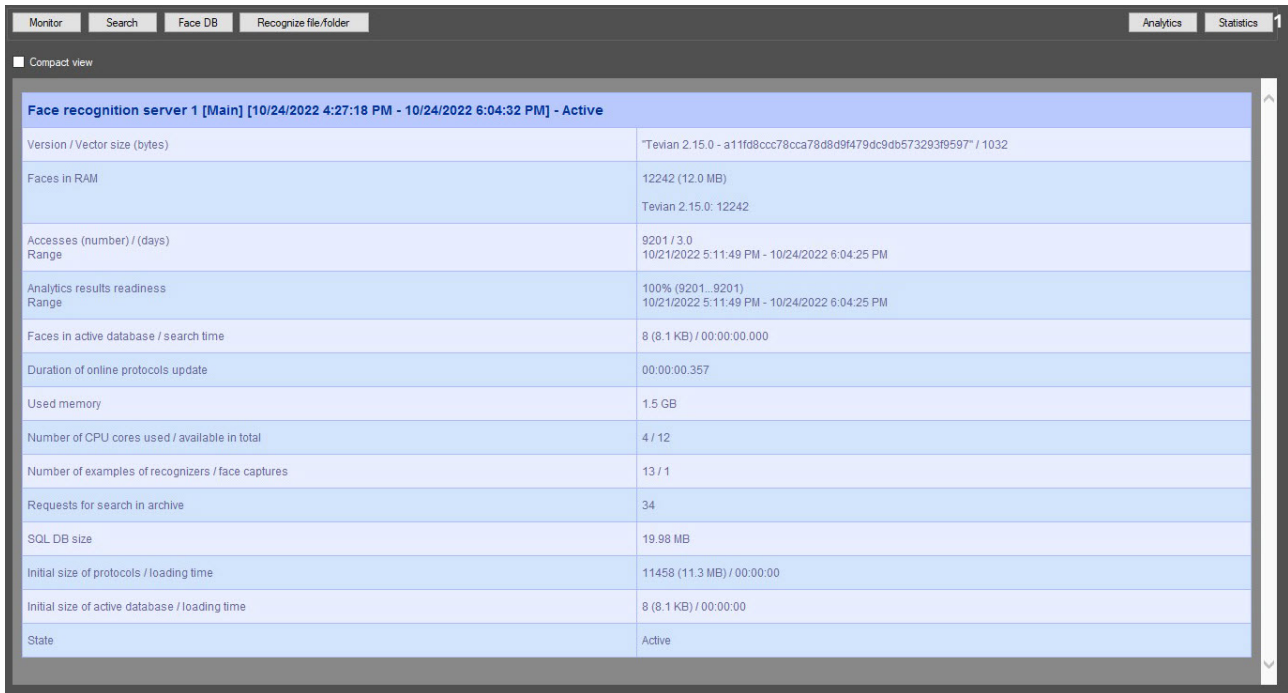 Monitor Search Face DB Recognize file/folder Analytics Statistics 1
Compact view
Face recognition server 1 [Main] [10/24/2022 4:27:18 PM - 10/24/2022 6:04:32 PM] - Active
Version / Vector size (bytes) "Tevian 2.15.0 - a11fd8ccc78cca78d8d9f479dc9db573293f9597" / 1032
Faces in RAM 12242 (12.0 MB)
Tevian 2.15.0: 12242
Accesses (number) / (days) 9201 / 3.0
Range 10/21/2022 5:11:49 PM - 10/24/2022 6:04:25 PM
Analytics results readiness 100% (9201...9201)
Range 10/21/2022 5:11:49 PM - 10/24/2022 6:04:25 PM
Faces in active database / search time 8 (8.1 KB) / 00:00:00.000
Duration of online protocols update 00:00:00.357
Used memory 1.5 GB
Number of CPU cores used / available in total 4 / 12
Number of examples of recognizers / face captures 13 / 1
Requests for search in archive 34
SQL DB size 19.98 MB
Initial size of protocols / loading time 11458 (11.3 MB) / 00:00:00
Initial size of active database / loading time 8 (8.1 KB) / 00:00:00
State Active